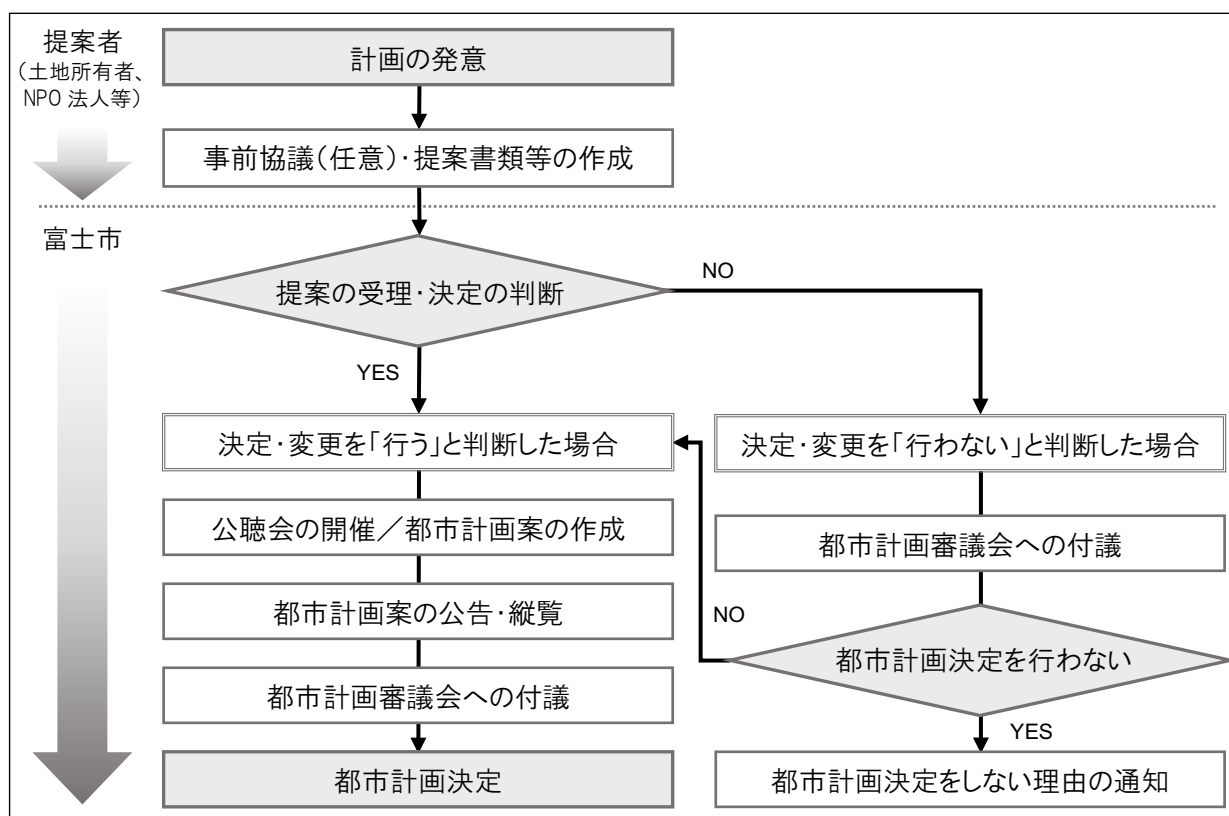 提案者
（土地所有者、
NPO 法人等）
計画の発意
事前協議（任意）・提案書類等の作成
富士市
提案の受理・決定の判断
NO
YES
決定・変更を「行う」と判断した場合
決定・変更を「行わない」と判断した場合
公聴会の開催／都市計画案の作成
都市計画審議会への付議
都市計画案の公告・縦覧
NO
都市計画決定を行わない
都市計画審議会への付議
YES
都市計画決定
都市計画決定をしない理由の通知